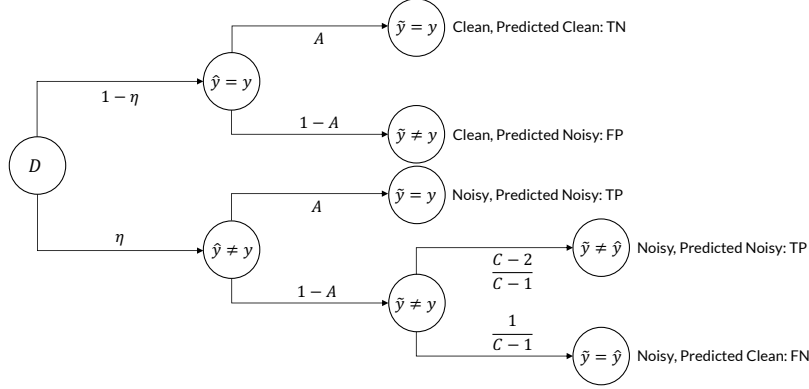 ỹ = y
Clean, Predicted Clean: TN
A
ŷ = y
1 − η
1 − A
ỹ ≠ y
Clean, Predicted Noisy: FP
D
ỹ = y
Noisy, Predicted Noisy: TP
A
η
ŷ ≠ y
ỹ ≠ ŷ
Noisy, Predicted Noisy: TP
C − 2
C − 1
1 − A
ỹ ≠ y
1
C − 1
ỹ = ŷ
Noisy, Predicted Clean: FN